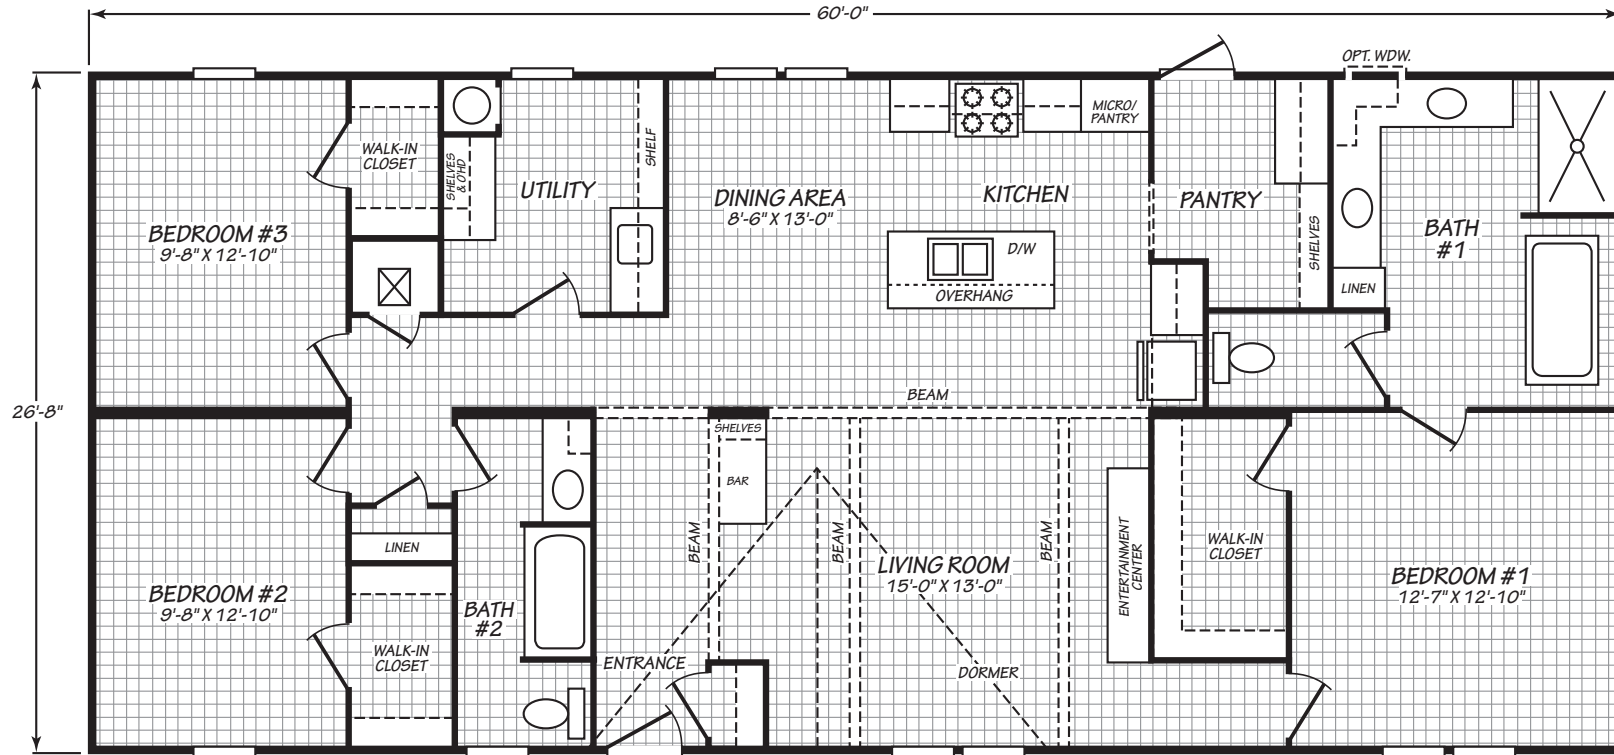 60'-0"
OPT. WDW.
MICRO/
PANTRY
WALK-IN
CLOSET
SHELVES
& O'HD
UTILITY
SHELF
DINING AREA
8'-6" X 13'-0"
KITCHEN
PANTRY
SHELVES
BATH
#1
BEDROOM #3
9'-8" X 12'-10"
D/W
OVERHANG
LINEN
26'-8"
BEAM
SHELVES
BAR
BEAM
BEAM
BEAM
LINEN
LIVING ROOM
15'-0" X 13'-0"
ENTERTAINMENT
CENTER
WALK-IN
CLOSET
BEDROOM #1
12'-7" X 12'-10"
BEDROOM #2
9'-8" X 12'-10"
BATH
#2
WALK-IN
CLOSET
ENTRANCE
DORMER